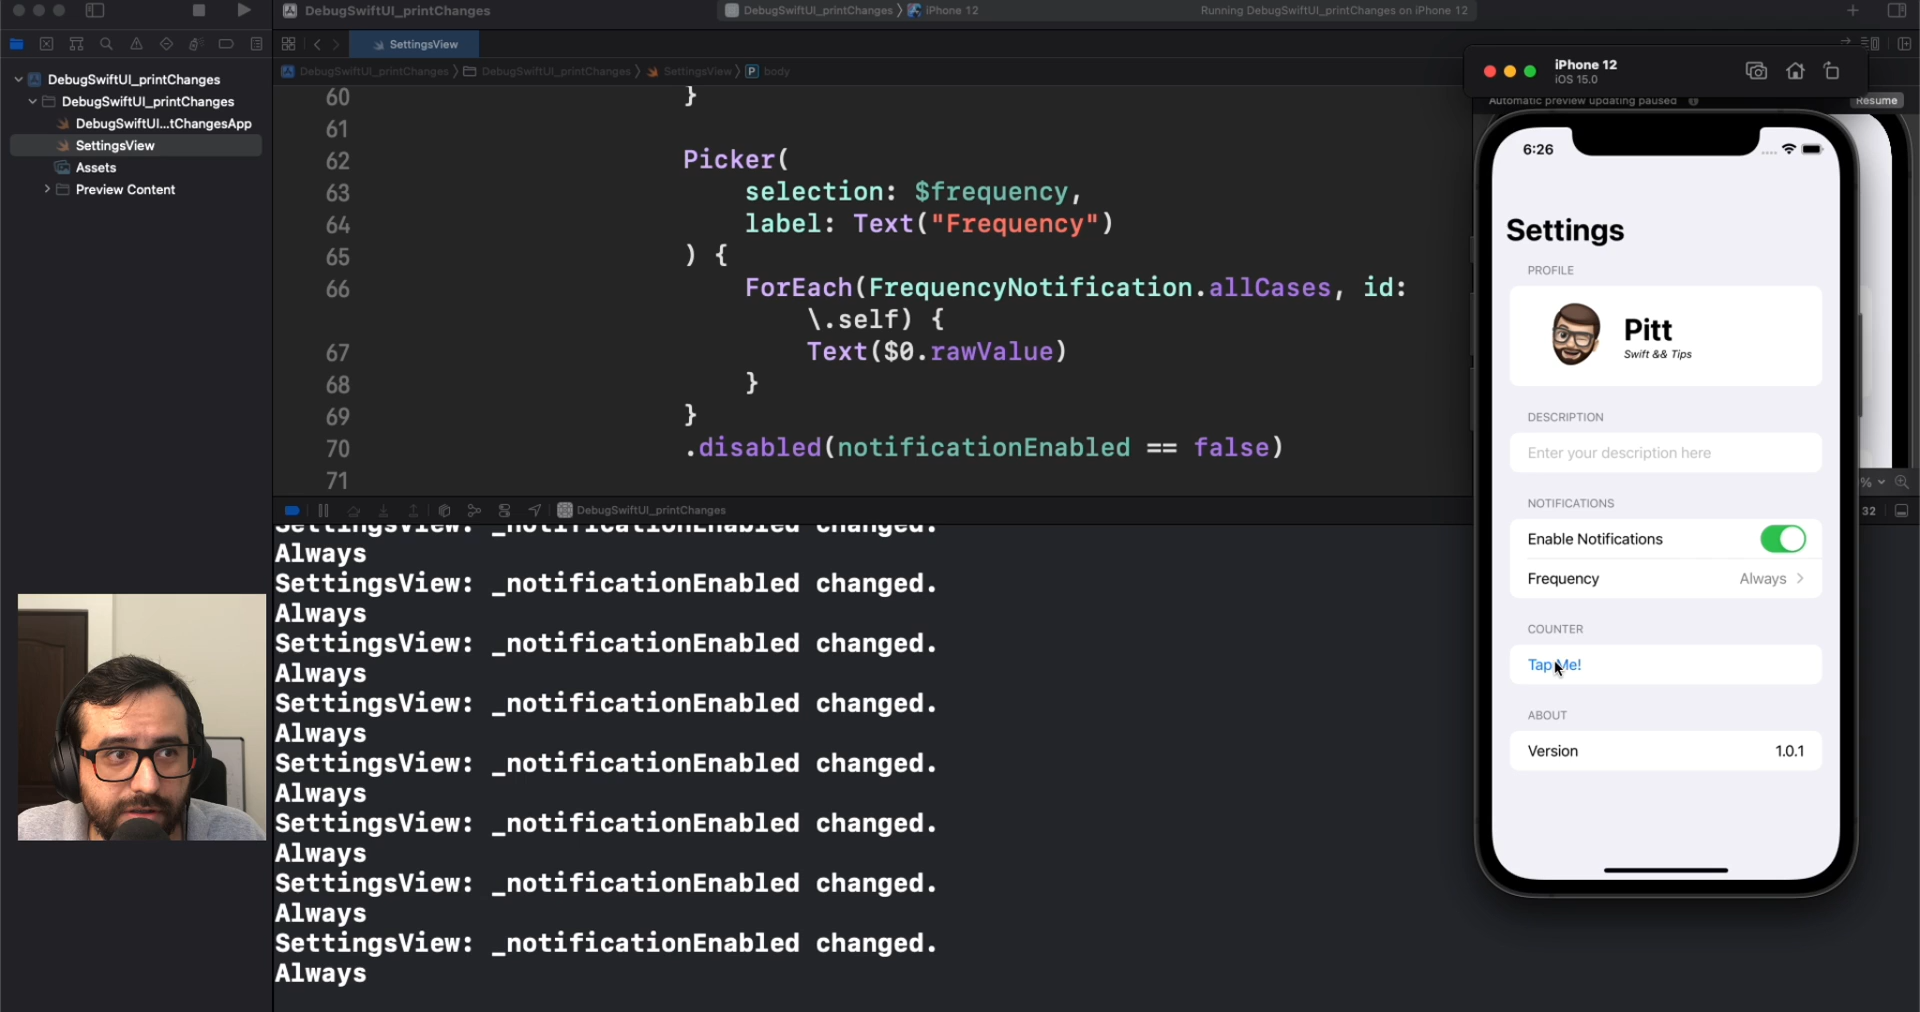 DebugSwiftUI_printChanges
DebugSwiftUI_printChanges
iPhone 12
Running DebugSwiftUI_printChanges on iPhone 12
SettingsView
DebugSwiftUI_printChanges
DebugSwiftUI_printChanges
SettingsView
body
DebugSwiftUI_printChanges
DebugSwiftUI_printChanges
DebugSwiftUI...tChangesApp
SettingsView
Assets
Preview Content
60 }
61
62 Picker(
63 selection: $frequency,
64 label: Text("Frequency")
65 ) {
66 ForEach(FrequencyNotification.allCases, id:
\.self) {
67 Text($0.rawValue)
68 }
69 }
70 .disabled(notificationEnabled == false)
71
DebugSwiftUI_printChanges
32
SettingsView: _notificationEnabled changed.
Always
SettingsView: _notificationEnabled changed.
Always
SettingsView: _notificationEnabled changed.
Always
SettingsView: _notificationEnabled changed.
Always
SettingsView: _notificationEnabled changed.
Always
SettingsView: _notificationEnabled changed.
Always
SettingsView: _notificationEnabled changed.
Always
SettingsView: _notificationEnabled changed.
Always
iPhone 12
iOS 15.0
Automatic preview updating paused
Resume
%
6:26
Settings
PROFILE
Pitt
Swift && Tips
DESCRIPTION
Enter your description here
NOTIFICATIONS
Enable Notifications
Frequency Always
COUNTER
Tap Me!
ABOUT
Version 1.0.1